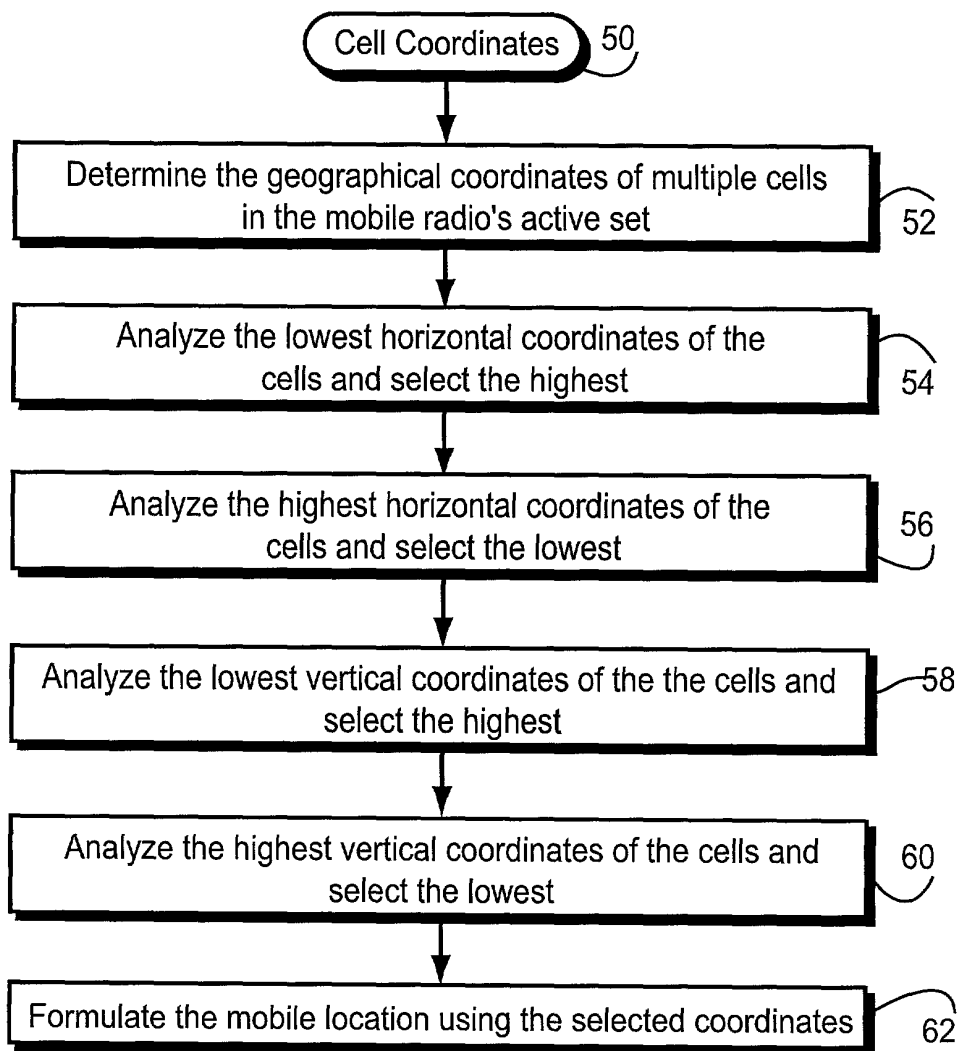 Cell Coordinates
50
Determine the geographical coordinates of multiple cells
in the mobile radio's active set
52
Analyze the lowest horizontal coordinates of the
cells and select the highest
54
Analyze the highest horizontal coordinates of the
cells and select the lowest
56
Analyze the lowest vertical coordinates of the the cells and
select the highest
58
Analyze the highest vertical coordinates of the cells and
select the lowest
60
Formulate the mobile location using the selected coordinates
62